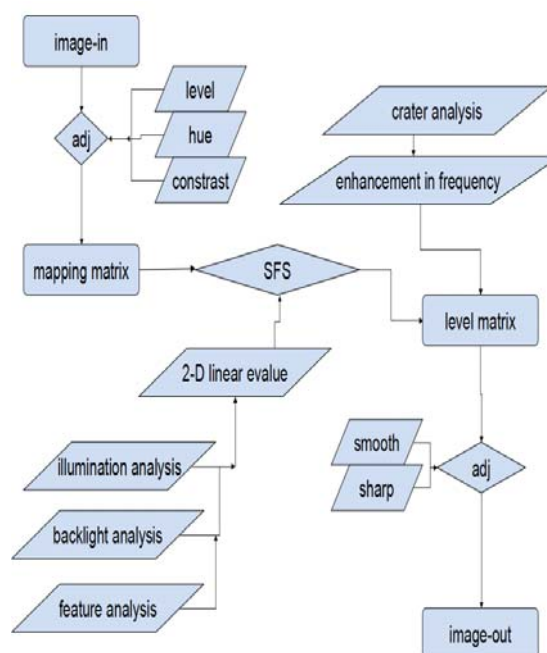 image-in
level
adj
hue
constrast
crater analysis
enhancement in frequency
mapping matrix
SFS
level matrix
2-D linear evalue
illumination analysis
backlight analysis
feature analysis
smooth
sharp
adj
image-out